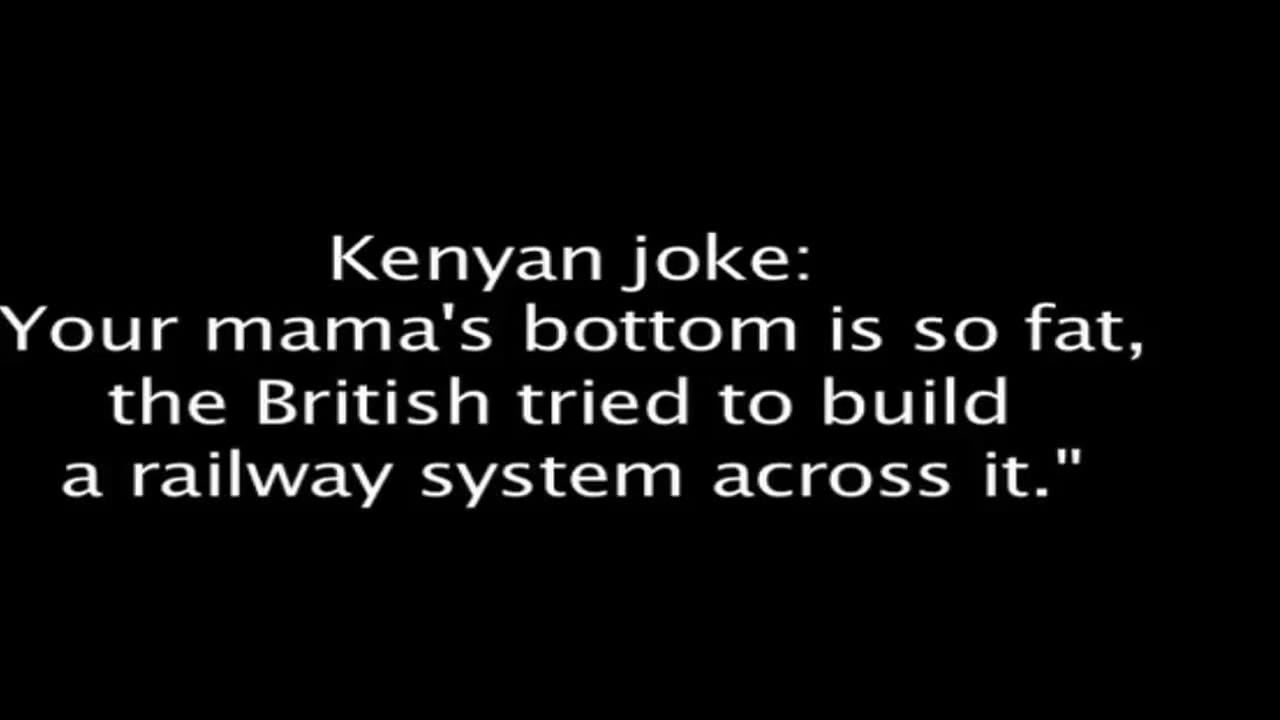 Kenyan joke:
Your mama's bottom is so fat,
the British tried to build
a railway system across it."